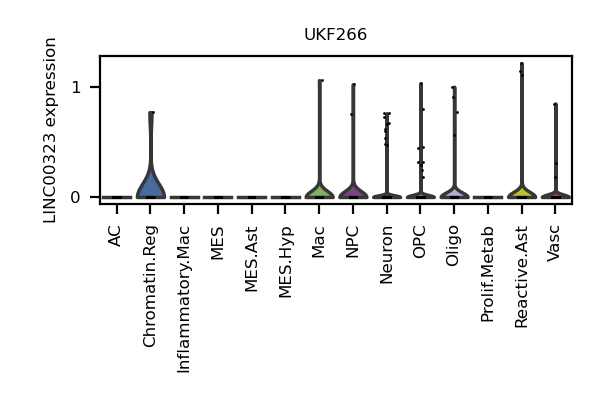 UKF266
LINC00323 expression
1
0
AC
Chromatin.Reg
Inflammatory.Mac
MES
MES.Ast
MES.Hyp
Mac
NPC
Neuron
OPC
Oligo
Prolif.Metab
Reactive.Ast
Vasc